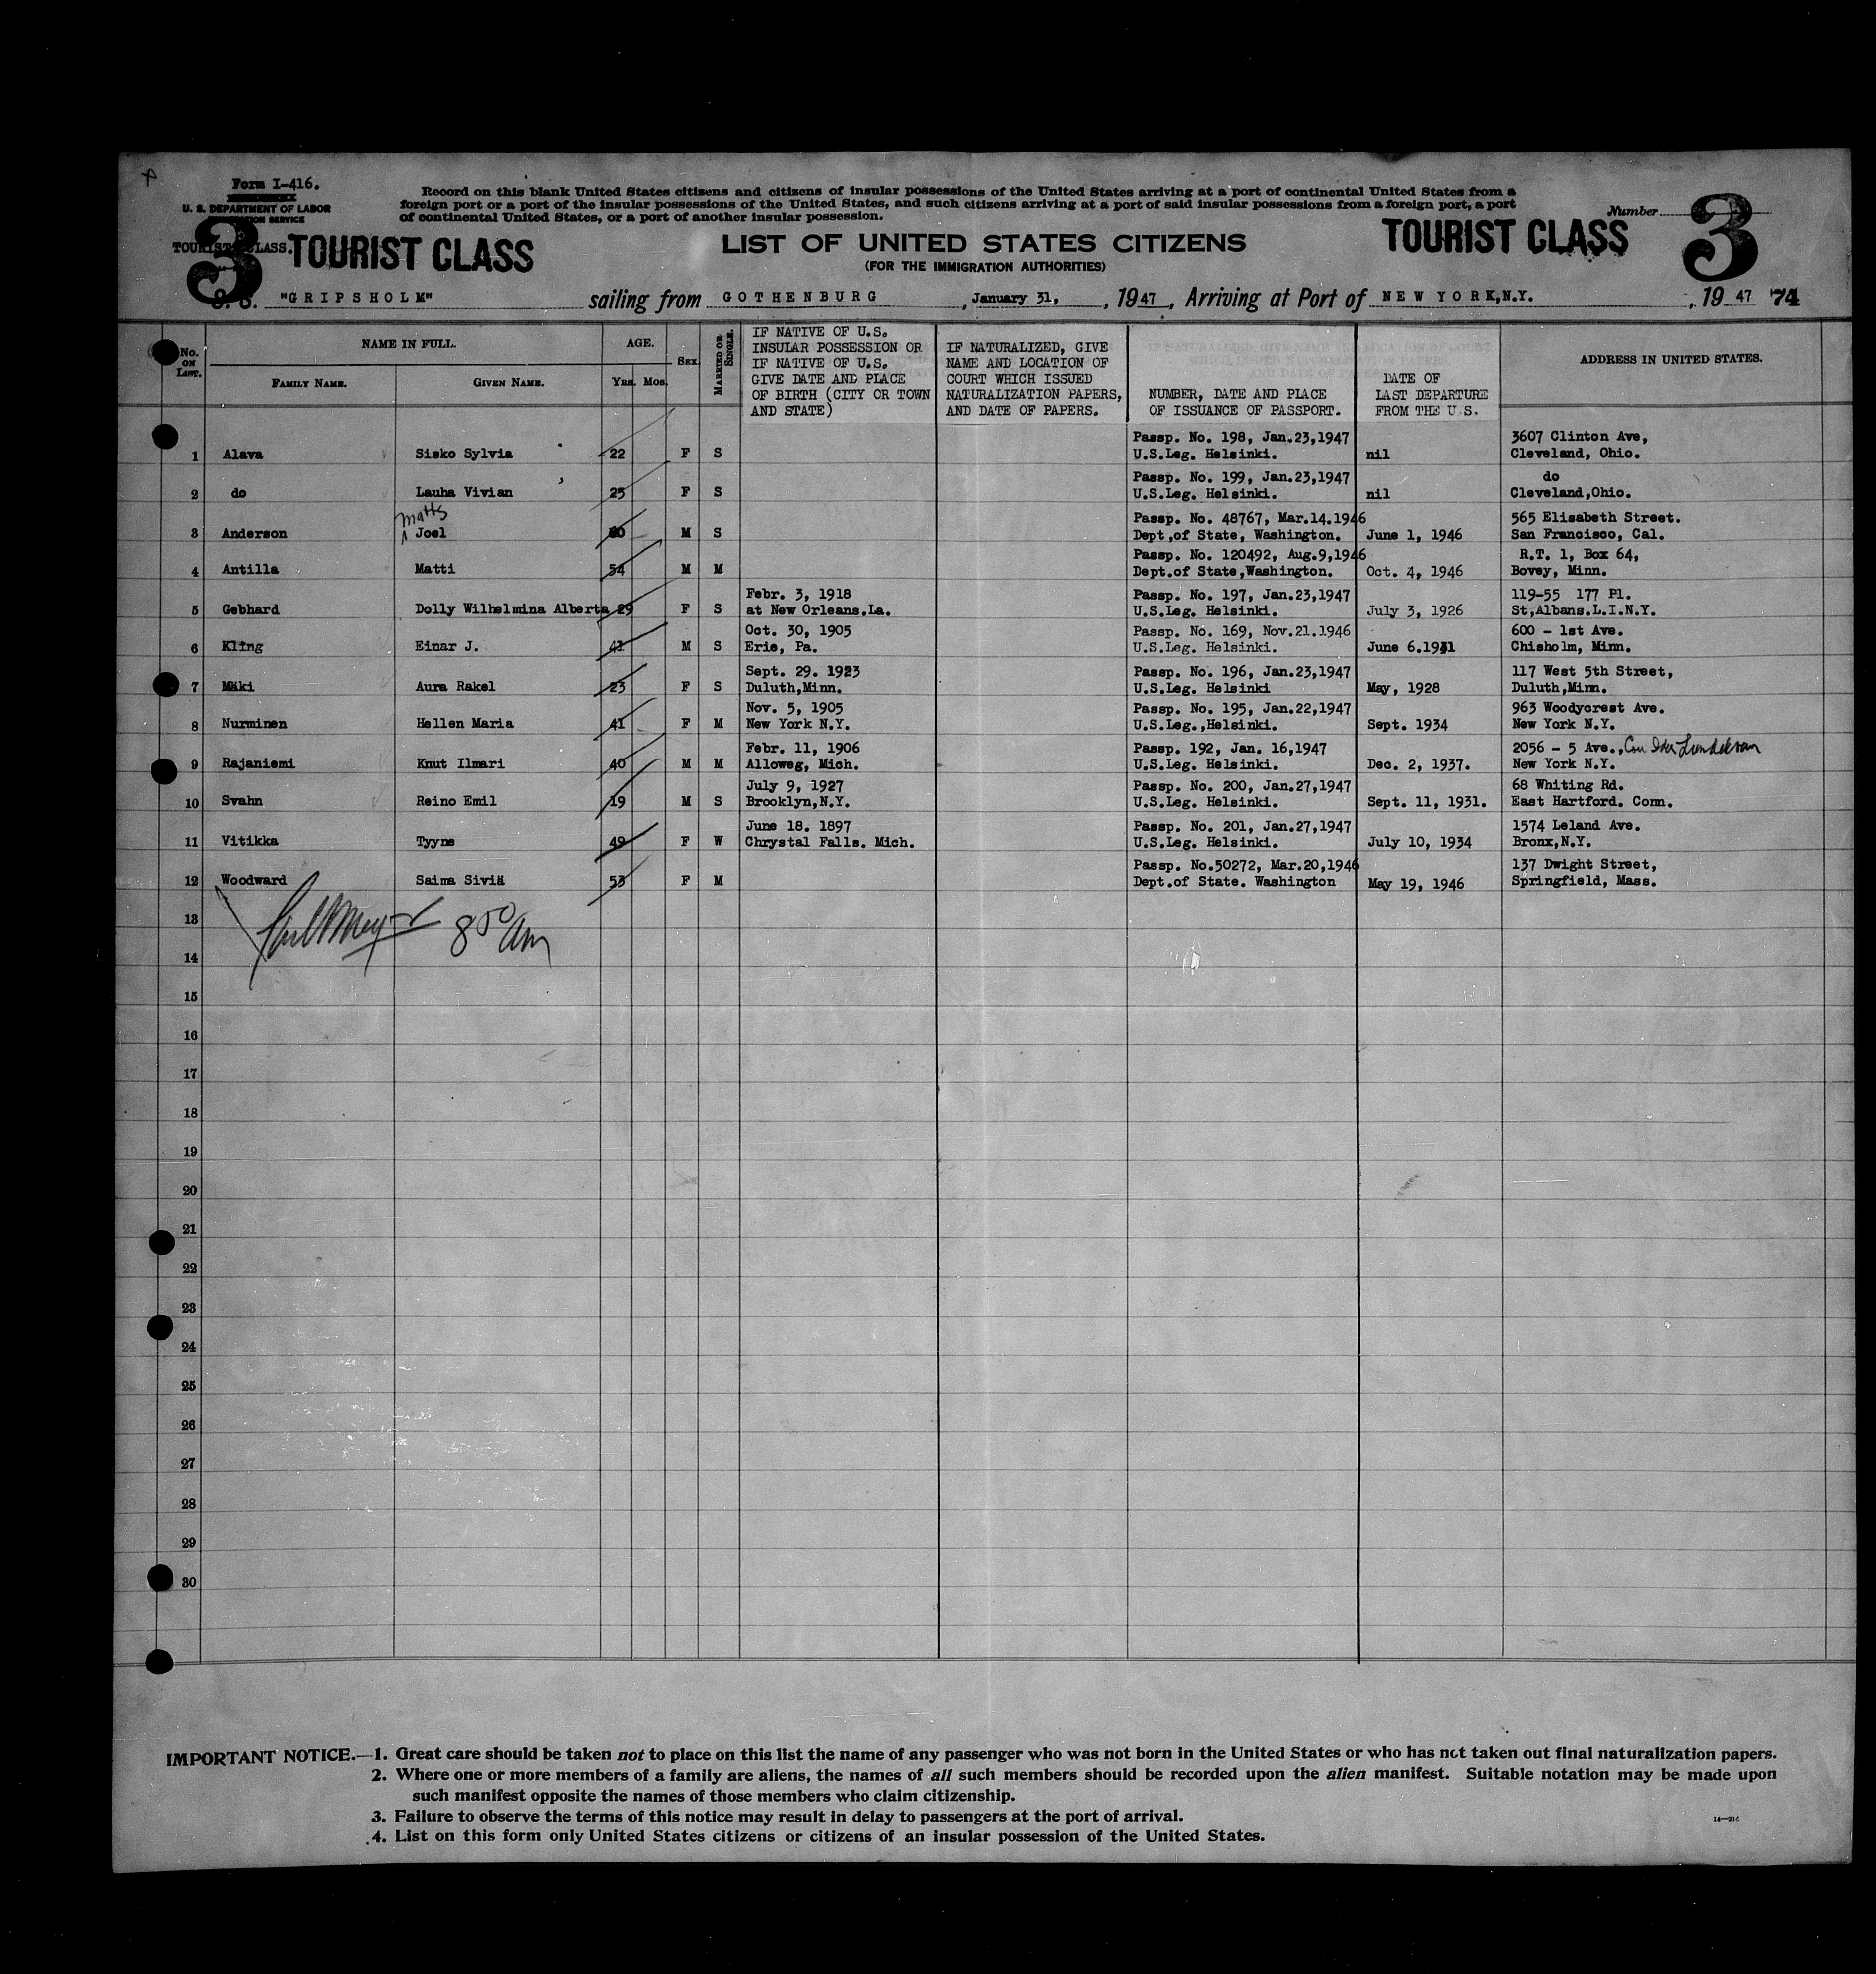 Form I-416.
U. S. DEPARTMENT OF LABOR
Record on this blank United States citizens and citizens of insular possessions of the United States arriving at a port of continental United States from a
foreign port or a port of the insular possessions of the United States, and such citizens arriving at a port of said insular possessions from a foreign port, a port
of continental United States, or a port of another insular possession.
Number 3
TOURIST CLASS.
3 TOURIST CLASS
LIST OF UNITED STATES CITIZENS
TOURIST CLASS
(FOR THE IMMIGRATION AUTHORITIES)
S. S. "GRIPSHOLM" sailing from GOTHENBURG, January 31, , 1947, Arriving at Port of NEW YORK,N.Y. , 19 47 74
No. ON LIST.
NAME IN FULL.
FAMILY NAME.
GIVEN NAME.
AGE.
Yrs. Mos.
SEX
MARRIED OR SINGLE.
IF NATIVE OF U.S.
INSULAR POSSESSION OR
IF NATIVE OF U.S.
GIVE DATE AND PLACE
OF BIRTH (CITY OR TOWN
AND STATE)
IF NATURALIZED, GIVE
NAME AND LOCATION OF
COURT WHICH ISSUED
NATURALIZATION PAPERS,
AND DATE OF PAPERS.
NUMBER, DATE AND PLACE
OF ISSUANCE OF PASSPORT.
DATE OF
LAST DEPARTURE
FROM THE U.S.
ADDRESS IN UNITED STATES.
Passp. No. 198, Jan.23,1947 3607 Clinton Ave,
1 Alava Sisko Sylvia 22 F S U.S.Leg. Helsinki. nil Cleveland, Ohio.
Passp. No. 199, Jan.23,1947 do
2 do Lauha Vivian 25 F S U.S.Leg. Helsinki. nil Cleveland,Ohio.
Matts Passp. No. 48767, Mar.14.1946 565 Elisabeth Street.
3 Anderson Joel 60 M S Dept,of State, Washington. June 1, 1946 San Francisco, Cal.
Passp. No. 120492, Aug.9,1946 R.T. 1, Box 64,
4 Antilla Matti 54 M M Dept.of State,Washington. Oct. 4, 1946 Bovey, Minn.
Febr. 3, 1918 Passp. No. 197, Jan.23,1947 119-55 177 Pl.
5 Gebhard Dolly Wilhelmina Alberta 29 F S at New Orleans.La. U.S.Leg. Helsinki. July 3, 1926 St,Albans.L.I.N.Y.
Oct. 30, 1905 Passp. No. 169, Nov.21.1946 600 - 1st Ave.
6 Kling Einar J. 41 M S Erie, Pa. U.S.Leg. Helsinki. June 6.1931 Chisholm, Minn.
Sept. 29. 1923 Passp. No. 196, Jan.23,1947 117 West 5th Street,
7 Mäki Aura Rakel 23 F S Duluth,Minn. U.S.Leg. Helsinki May, 1928 Duluth,Minn.
Nov. 5, 1905 Passp. No. 195, Jan.22,1947 963 Woodycrest Ave.
8 Nurminen Hellen Maria 41 F M New York N.Y. U.S.Leg.,Helsinki. Sept. 1934 New York N.Y.
Febr. 11, 1906 Passp. 192, Jan. 16,1947 2056 - 5 Ave.,
9 Rajaniemi Knut Ilmari 40 M M Alloweg, Mich. U.S.Leg. Helsinki. Dec. 2, 1937. New York N.Y.
July 9, 1927 Passp. No. 200, Jan.27,1947 68 Whiting Rd.
10 Svahn Reino Emil 19 M S Brooklyn,N.Y. U.S.Leg. Helsinki. Sept. 11, 1931. East Hartford. Conn.
June 18. 1897 Passp. No. 201, Jan.27,1947 1574 Leland Ave.
11 Vitikka Tyyne 49 F W Chrystal Falls. Mich. U.S.Leg. Helsinki. July 10, 1934 Bronx,N.Y.
Passp. No.50272, Mar.20,1946 137 Dwight Street,
12 Woodward Saima Siviä 53 F M Dept.of State. Washington May 19, 1946 Springfield, Mass.
13 8 50 am
14
15
16
17
18
19
20
21
22
23
24
25
26
27
28
29
30
IMPORTANT NOTICE.—1. Great care should be taken not to place on this list the name of any passenger who was not born in the United States or who has not taken out final naturalization papers.
2. Where one or more members of a family are aliens, the names of all such members should be recorded upon the alien manifest. Suitable notation may be made upon
such manifest opposite the names of those members who claim citizenship.
3. Failure to observe the terms of this notice may result in delay to passengers at the port of arrival.
4. List on this form only United States citizens or citizens of an insular possession of the United States.